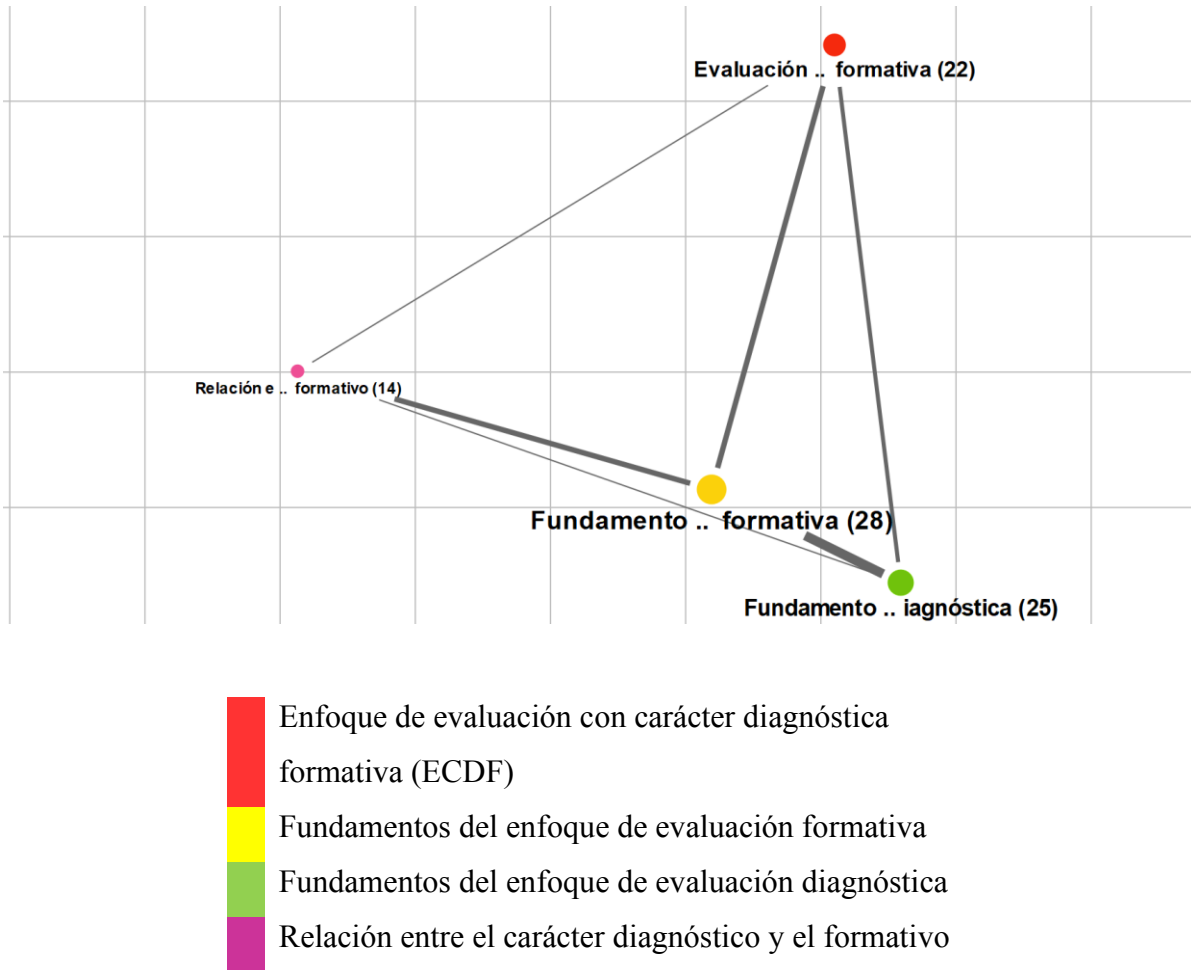 Evaluación .. formativa (22)
Relación e .. formativo (14)
Fundamento .. formativa (28)
Fundamento .. iagnóstica (25)
Enfoque de evaluación con carácter diagnóstica
formativa (ECDF)
Fundamentos del enfoque de evaluación formativa
Fundamentos del enfoque de evaluación diagnóstica
Relación entre el carácter diagnóstico y el formativo